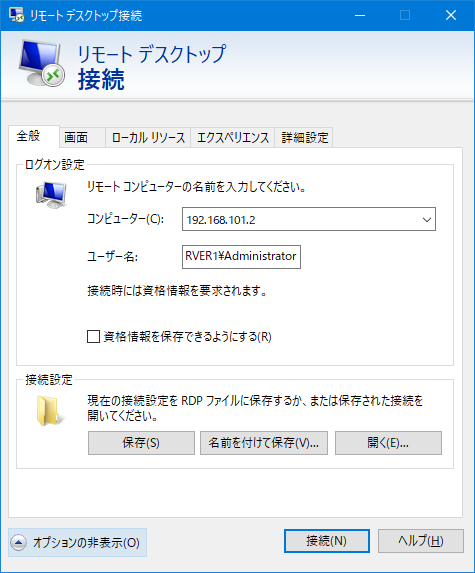 リモート デスクトップ接続
リモート デスクトップ
接続
全般 画面 ローカル リソース エクスペリエンス 詳細設定
ログオン設定
リモート コンピューターの名前を入力してください。
コンピューター(C): 192.168.101.2
ユーザー名: RVER1¥Administrator
接続時には資格情報を要求されます。
資格情報を保存できるようにする(R)
接続設定
現在の接続設定を RDP ファイルに保存するか、または保存された接続を
開いてください。
保存(S) 名前を付けて保存(V)... 開く(E)...
オプションの非表示(O) 接続(N) ヘルプ(H)